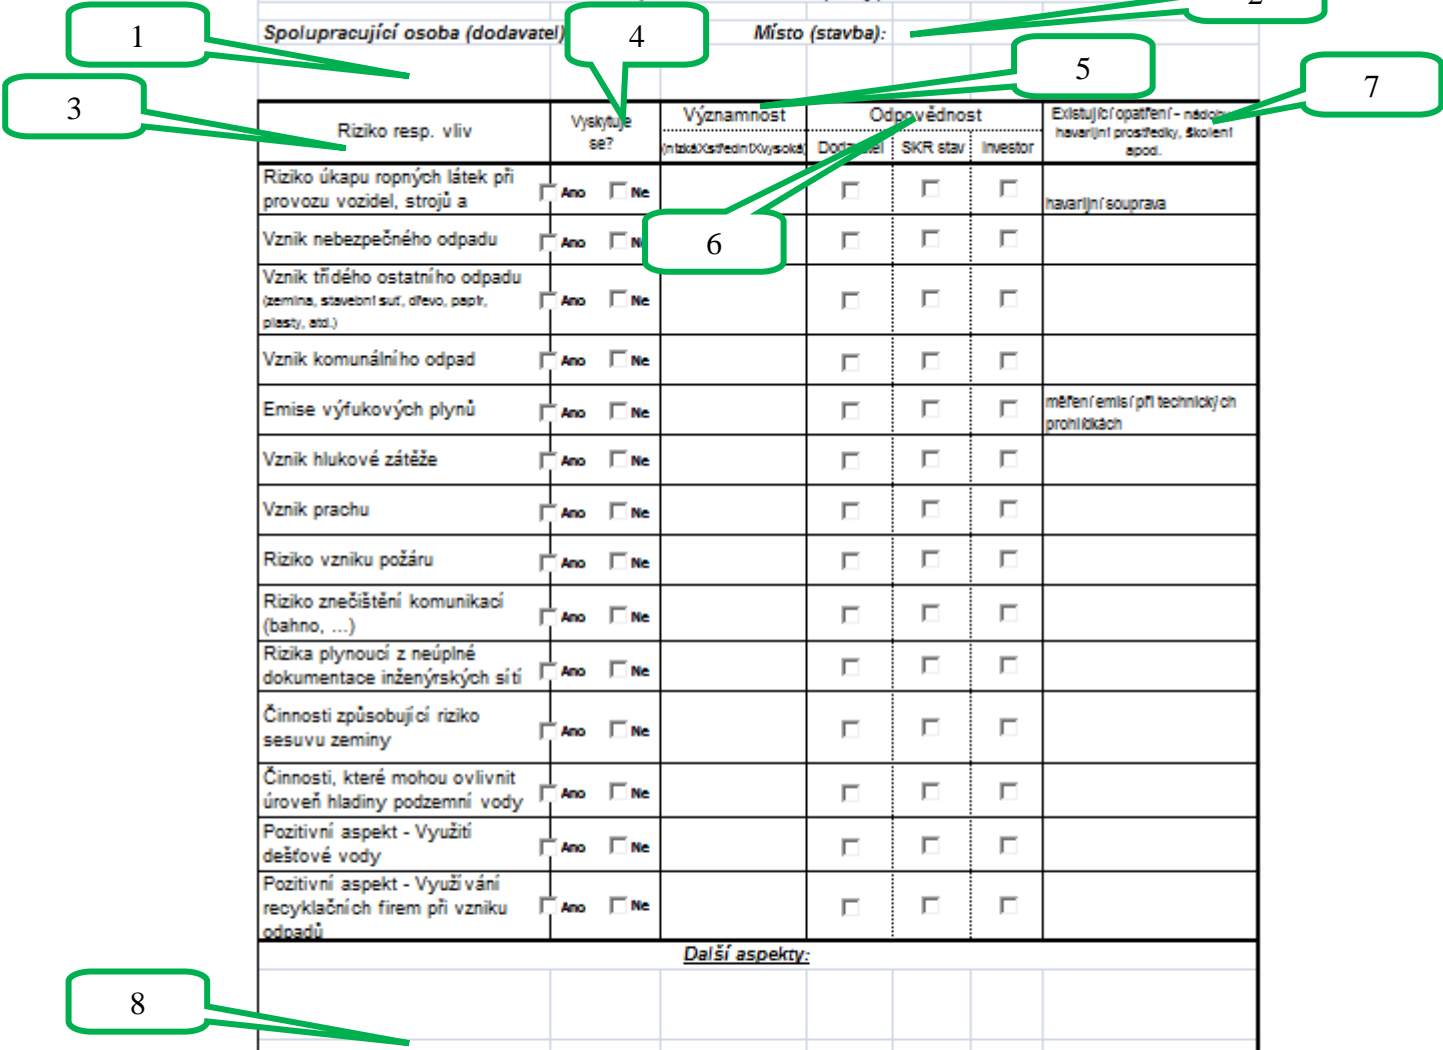 2
1
Spolupracující osoba (dodavatel)
4
Místo (stavba):
5
7
3
Riziko resp. vliv
Vyskytuje
se?
Významnost
(nízkáXstředníXvysoká)
Odpovědnost
Dodavatel
SKR stav
Investor
Existující opatření - nádoby,
havarijní prostředky, školení
apod.
Riziko úkapu ropných látek při
provozu vozidel, strojů a
Ano Ne
havarijní souprava
6
Vznik nebezpečného odpadu
Ano
Vznik třídého ostatního odpadu
(zemina, stavební suť, dřevo, papír,
plasty, atd.)
Ano Ne
Vznik komunálního odpad
Ano Ne
Emise výfukových plynů
Ano Ne
měření emisí při technických
prohlídkách
Vznik hlukové zátěže
Ano Ne
Vznik prachu
Ano Ne
Riziko vzniku požáru
Ano Ne
Riziko znečištění komunikací
(bahno, ...)
Ano Ne
Rizika plynoucí z neúplné
dokumentace inženýrských sítí
Ano Ne
Činnosti způsobující riziko
sesuvu zeminy
Ano Ne
Činnosti, které mohou ovlivnit
úroveň hladiny podzemní vody
Ano Ne
Pozitivní aspekt - Využití
dešťové vody
Ano Ne
Pozitivní aspekt - Využívání
recyklačních firem při vzniku
odpadů
Ano Ne
Další aspekty:
8